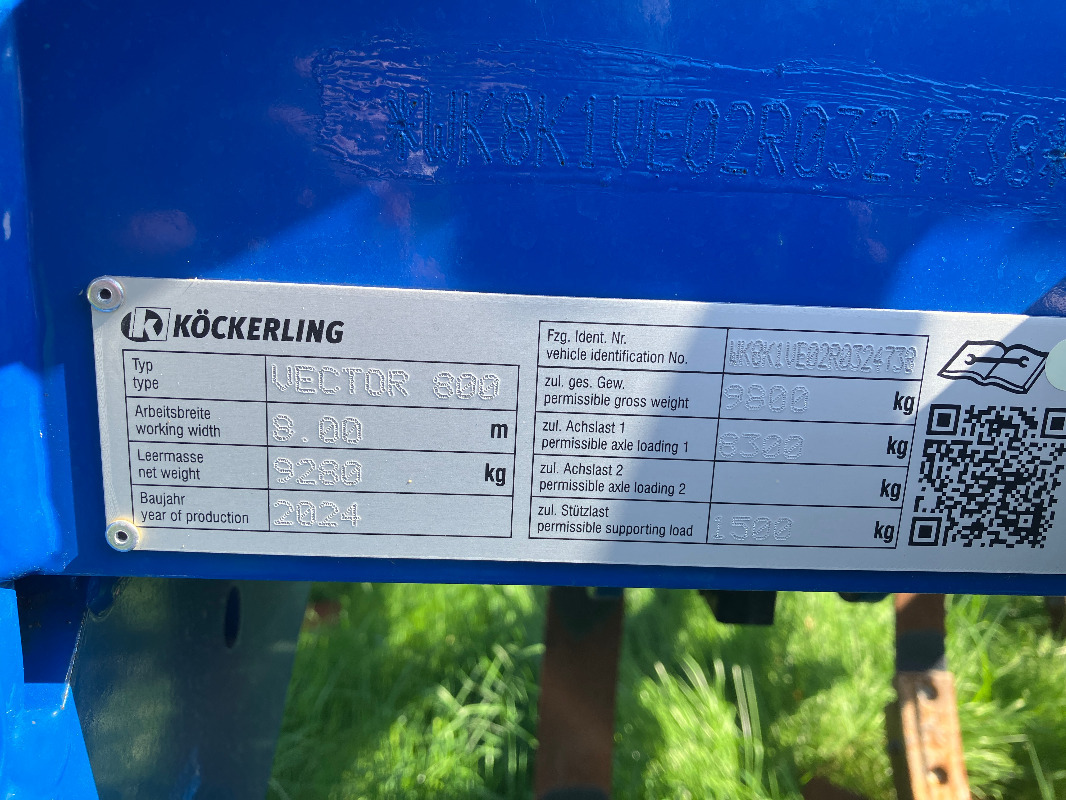 *WK8K1VE02R0324738*
KÖCKERLING
Typ
type
VECTOR 800
Arbeitsbreite
working width
8.00 m
Leermasse
net weight
9280 kg
Baujahr
year of production
2024
Fzg. Ident. Nr.
vehicle identification No.
WK8K1VE02R0324738
zul. ges. Gew.
permissible gross weight
9800 kg
zul. Achslast 1
permissible axle loading 1
8300 kg
zul. Achslast 2
permissible axle loading 2
kg
zul. Stützlast
permissible supporting load
1500 kg